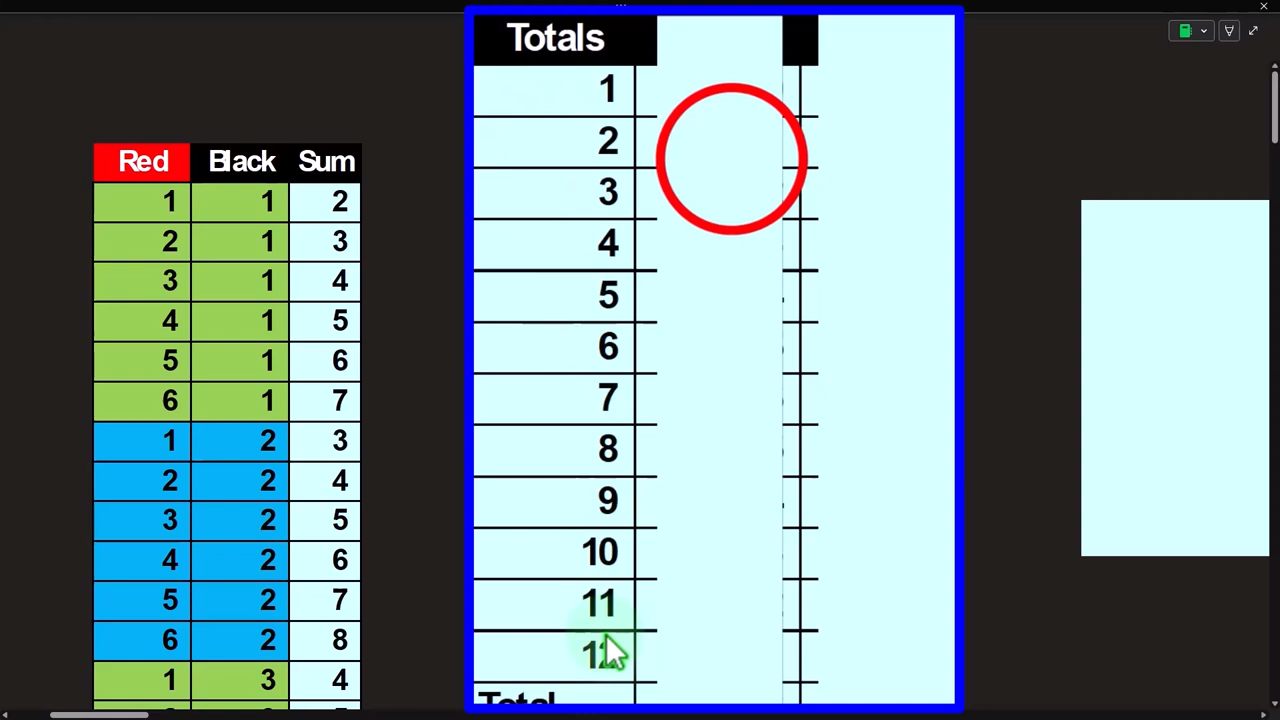 Red Black Sum
1 1 2
2 1 3
3 1 4
4 1 5
5 1 6
6 1 7
1 2 3
2 2 4
3 2 5
4 2 6
5 2 7
6 2 8
1 3 4
Totals
1
2
3
4
5
6
7
8
9
10
11
12
Total